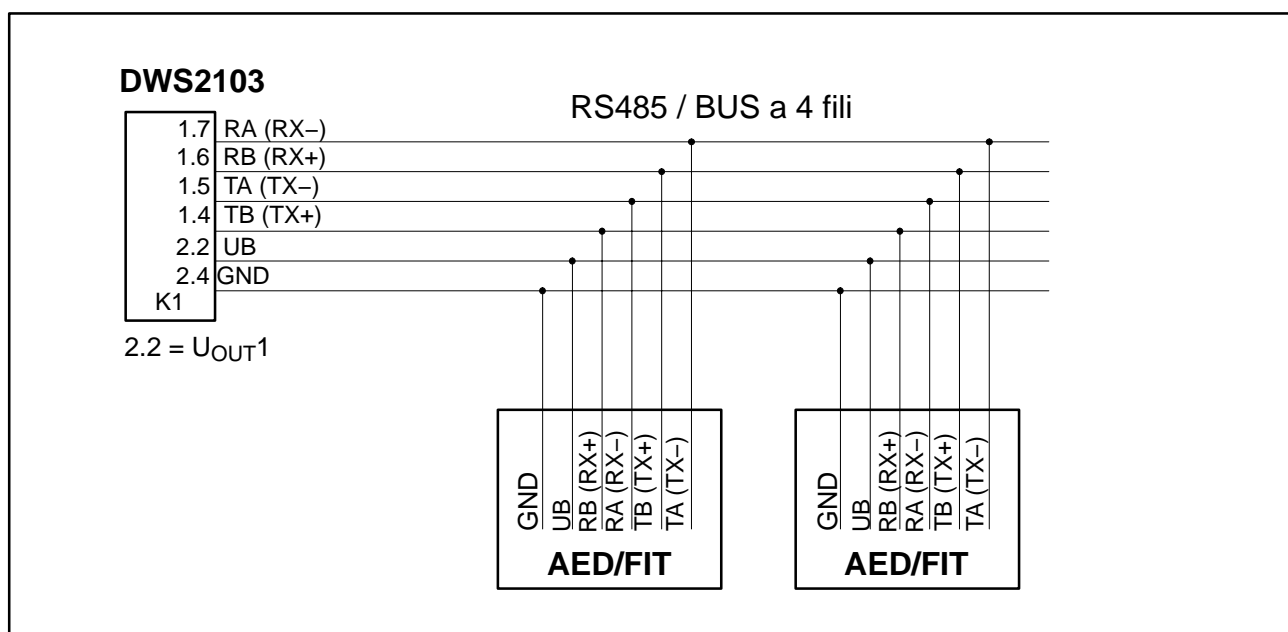 DWS2103
RS485 / BUS a 4 fili
1.7 RA (RX–)
1.6 RB (RX+)
1.5 TA (TX–)
1.4 TB (TX+)
2.2 UB
2.4 GND
K1
2.2 = UOUT1
GND
UB
RB (RX+)
RA (RX–)
TB (TX+)
TA (TX–)
AED/FIT
GND
UB
RB (RX+)
RA (RX–)
TB (TX+)
TA (TX–)
AED/FIT